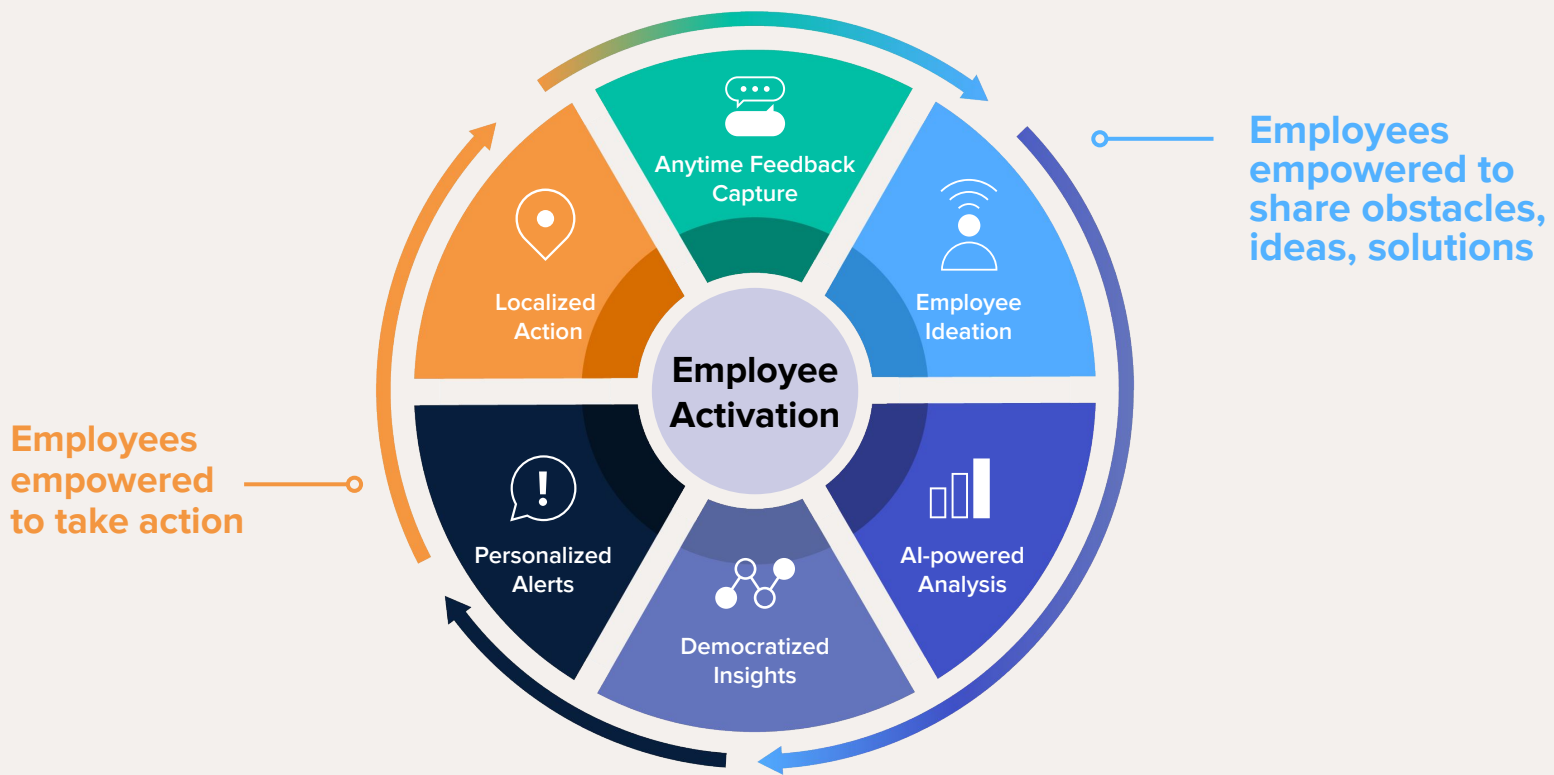 Anytime Feedback
Capture
Employees
empowered to
share obstacles,
ideas, solutions
Employee
Ideation
Localized
Action
Employee
Activation
Employees
empowered
to take action
AI-powered
Analysis
Personalized
Alerts
Democratized
Insights